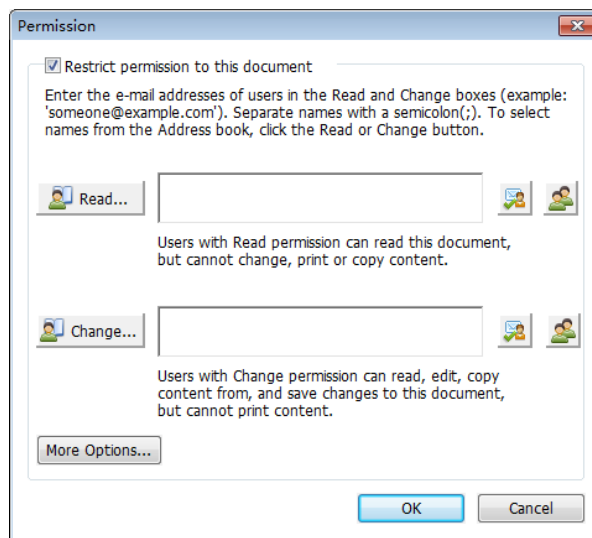 Permission
Restrict permission to this document
Enter the e-mail addresses of users in the Read and Change boxes (example:
'someone@example.com'). Separate names with a semicolon(;). To select
names from the Address book, click the Read or Change button.
Read...
Users with Read permission can read this document,
but cannot change, print or copy content.
Change...
Users with Change permission can read, edit, copy
content from, and save changes to this document,
but cannot print content.
More Options...
OK Cancel